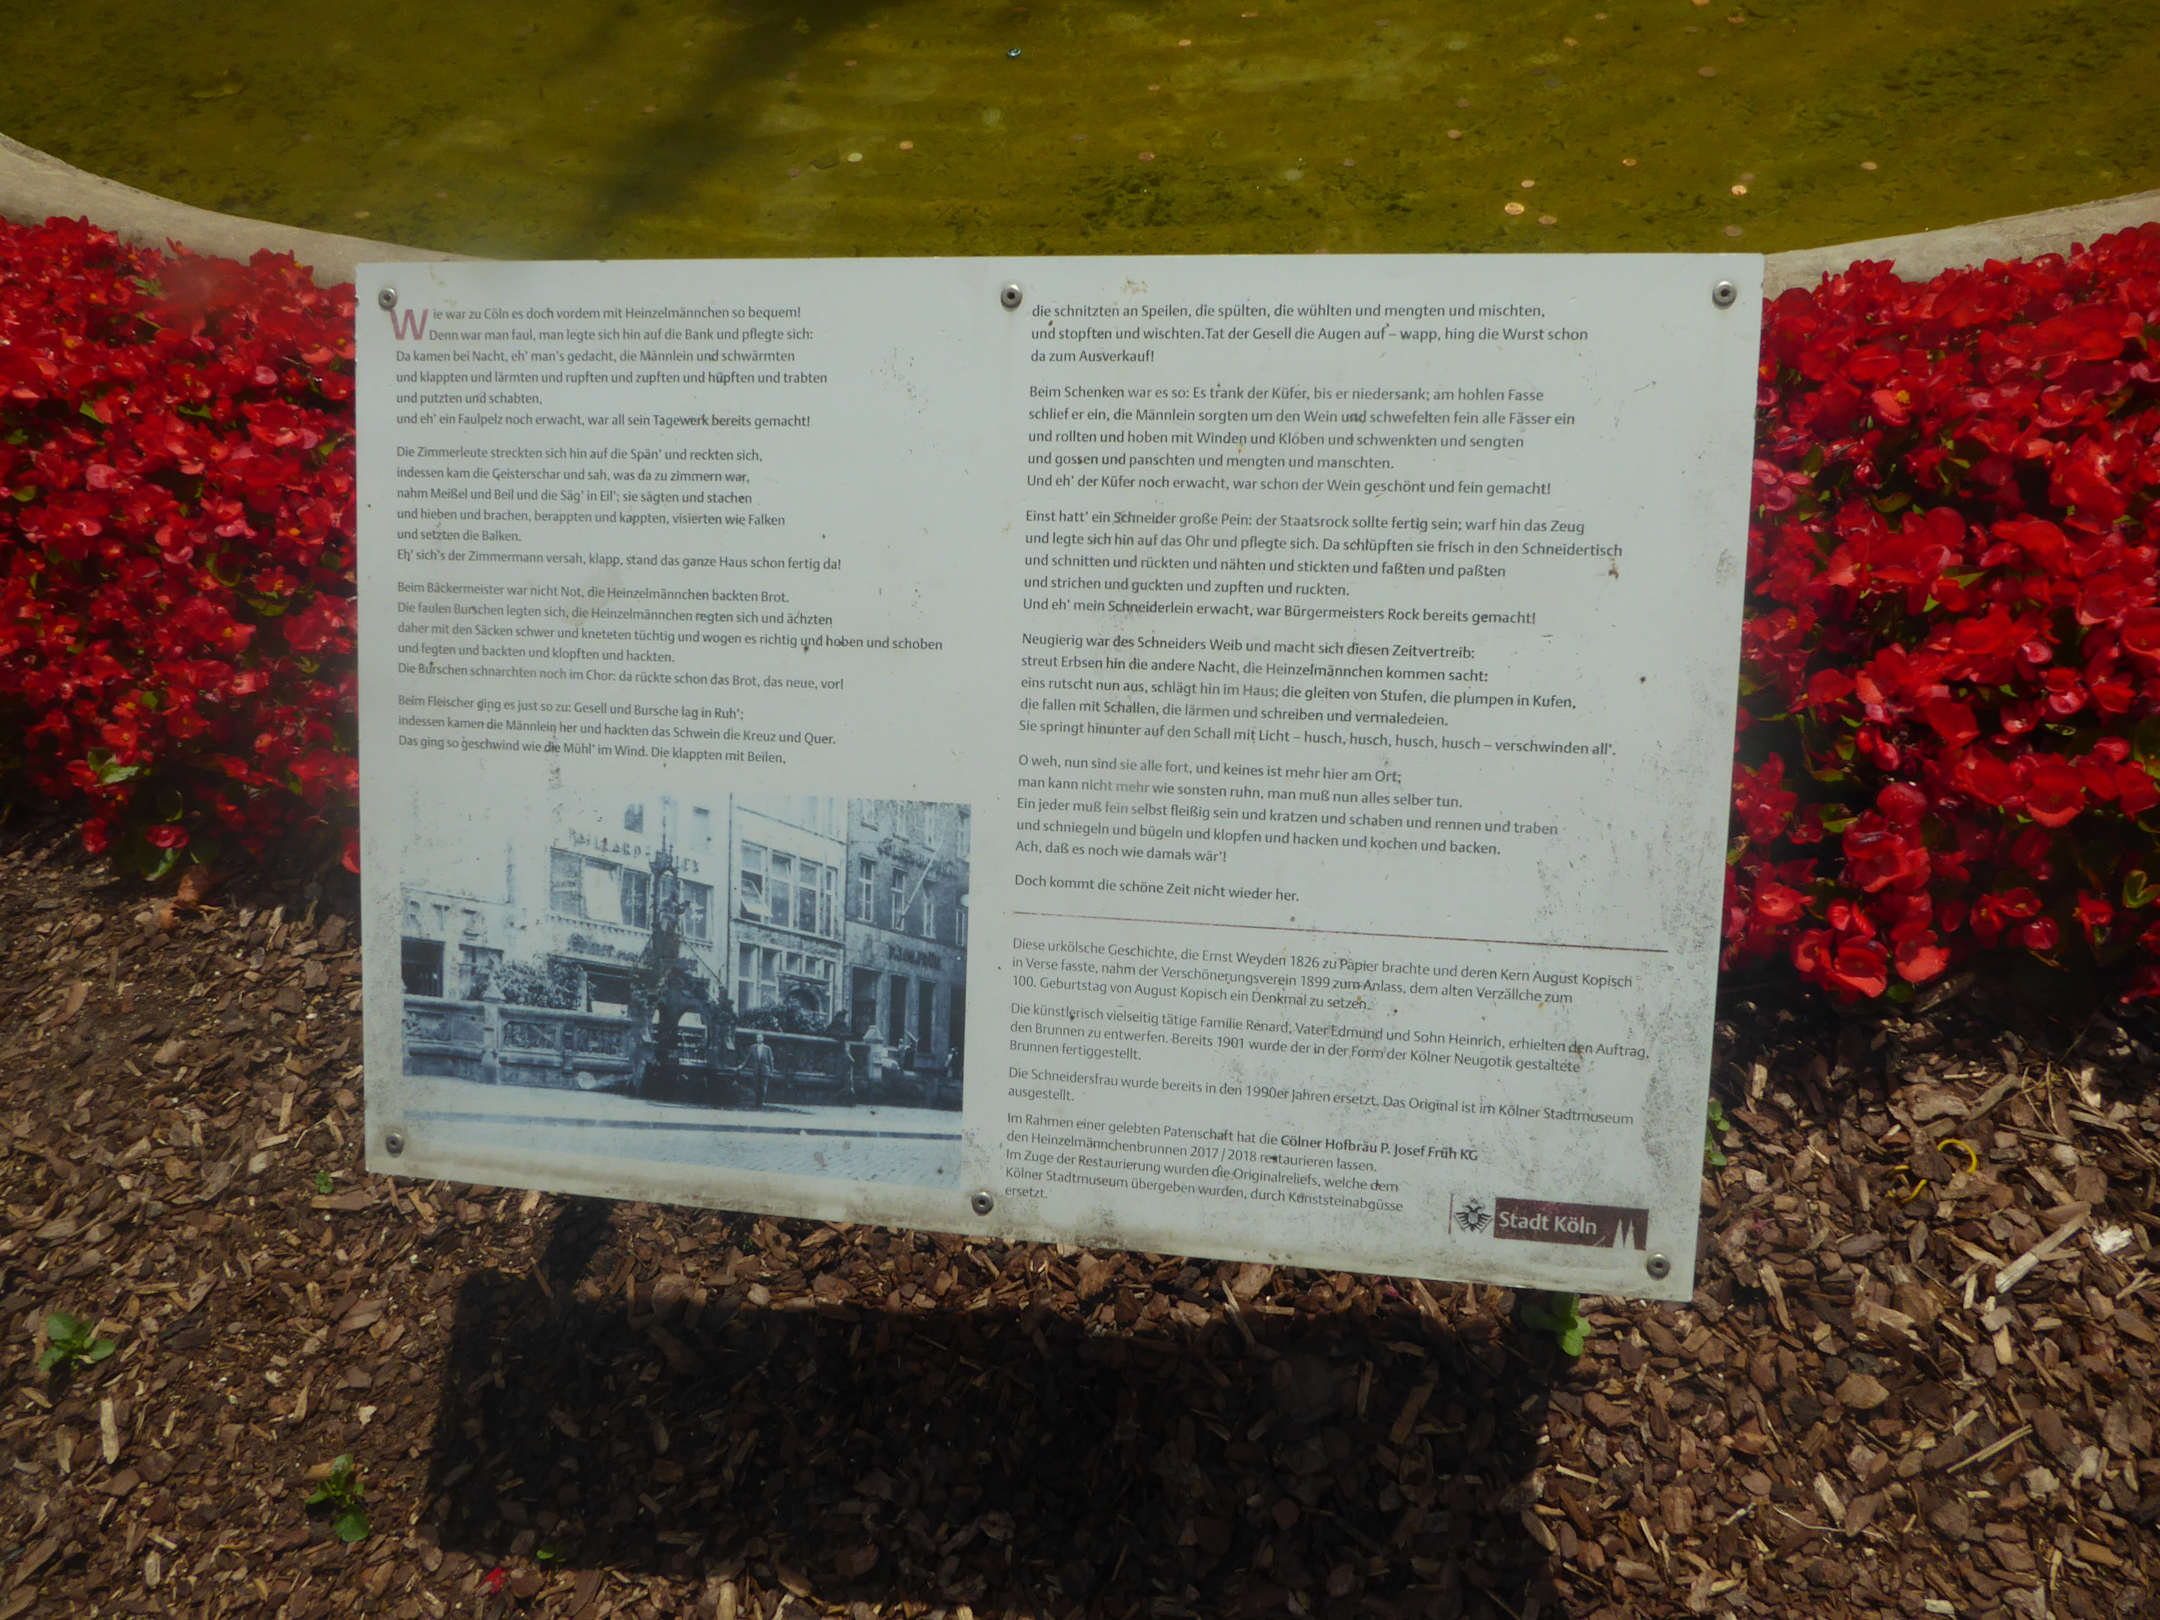 Wie war zu Cöln es doch vordem mit Heinzelmännchen so bequem!
Denn war man faul, man legte sich hin auf die Bank und pflegte sich:
Da kamen bei Nacht, eh' man's gedacht, die Männlein und schwärmten
und klappten und lärmten und rupften und zupften und hüpften und trabten
und putzten und schabten,
und eh' ein Faulpelz noch erwacht, war all sein Tagewerk bereits gemacht!
Die Zimmerleute streckten sich hin auf die Spän' und reckten sich,
indessen kam die Geisterschar und sah, was da zu zimmern war,
nahm Meißel und Beil und die Säg' in Eil'; sie sägten und stachen
und hieben und brachen, berappten und kappten, visierten wie Falken
und setzten die Balken.
Eh' sich's der Zimmermann versah, klapp, stand das ganze Haus schon fertig da!
Beim Bäckermeister war nicht Not, die Heinzelmännchen backten Brot.
Die faulen Burschen legten sich, die Heinzelmännchen regten sich und ächzten
daher mit den Säcken schwer und kneteten tüchtig und wogen es richtig und hoben und schoben
und fegten und backten und klopften und hackten.
Die Burschen schnarchten noch im Chor: da rückte schon das Brot, das neue, vor!
Beim Fleischer ging es just so zu: Gesell und Bursche lag in Ruh';
indessen kamen die Männlein her und hackten das Schwein die Kreuz und Quer.
Das ging so geschwind wie die Mühl' im Wind. Die klappten mit Beilen,
die schnitzten an Speilen, die spülten, die wühlten und mengten und mischten,
und stopften und wischten. Tat der Gesell die Augen auf – wapp, hing die Wurst schon
da zum Ausverkauf!
Beim Schenken war es so: Es trank der Küfer, bis er niedersank; am hohlen Fasse
schlief er ein, die Männlein sorgten um den Wein und schwefelten fein alle Fässer ein
und rollten und hoben mit Winden und Kloben und schwenkten und sengten
und gossen und panschten und mengten und manschten.
Und eh' der Küfer noch erwacht, war schon der Wein geschönt und fein gemacht!
Einst hatt' ein Schneider große Pein: der Staatsrock sollte fertig sein; warf hin das Zeug
und legte sich hin auf das Ohr und pflegte sich. Da schlüpften sie frisch in den Schneidertisch
und schnitten und rückten und nähten und stickten und faßten und paßten
und strichen und guckten und zupften und ruckten.
Und eh' mein Schneiderlein erwacht, war Bürgermeisters Rock bereits gemacht!
Neugierig war des Schneiders Weib und macht sich diesen Zeitvertreib:
streut Erbsen hin die andere Nacht, die Heinzelmännchen kommen sacht:
eins rutscht nun aus, schlägt hin im Haus; die gleiten von Stufen, die plumpen in Kufen,
die fallen mit Schallen, die lärmen und schreiben und vermaledeien.
Sie springt hinunter auf den Schall mit Licht – husch, husch, husch, husch – verschwinden all'.
O weh, nun sind sie alle fort, und keines ist mehr hier am Ort;
man kann nicht mehr wie sonsten ruhn, man muß nun alles selber tun.
Ein jeder muß fein selbst fleißig sein und kratzen und schaben und rennen und traben
und schniegeln und bügeln und klopfen und hacken und kochen und backen.
Ach, daß es noch wie damals wär'!
Doch kommt die schöne Zeit nicht wieder her.
Diese urkölsche Geschichte, die Ernst Weyden 1826 zu Papier brachte und deren Kern August Kopisch
in Verse fasste, nahm der Verschönerungsverein 1899 zum Anlass, dem alten Verzällche zum
100. Geburtstag von August Kopisch ein Denkmal zu setzen.
Die künstlerisch vielseitig tätige Familie Renard, Vater Edmund und Sohn Heinrich, erhielten den Auftrag,
den Brunnen zu entwerfen. Bereits 1901 wurde der in der Form der Kölner Neugotik gestaltete
Brunnen fertiggestellt.
Die Schneidersfrau wurde bereits in den 1990er Jahren ersetzt. Das Original ist im Kölner Stadtmuseum
ausgestellt.
Im Rahmen einer gelebten Patenschaft hat die Cölner Hofbräu P. Josef Früh KG
den Heinzelmännchenbrunnen 2017 / 2018 restaurieren lassen.
Im Zuge der Restaurierung wurden die Originalreliefs, welche dem
Kölner Stadtmuseum übergeben wurden, durch Kunststeinabgüsse
ersetzt.
Stadt Köln